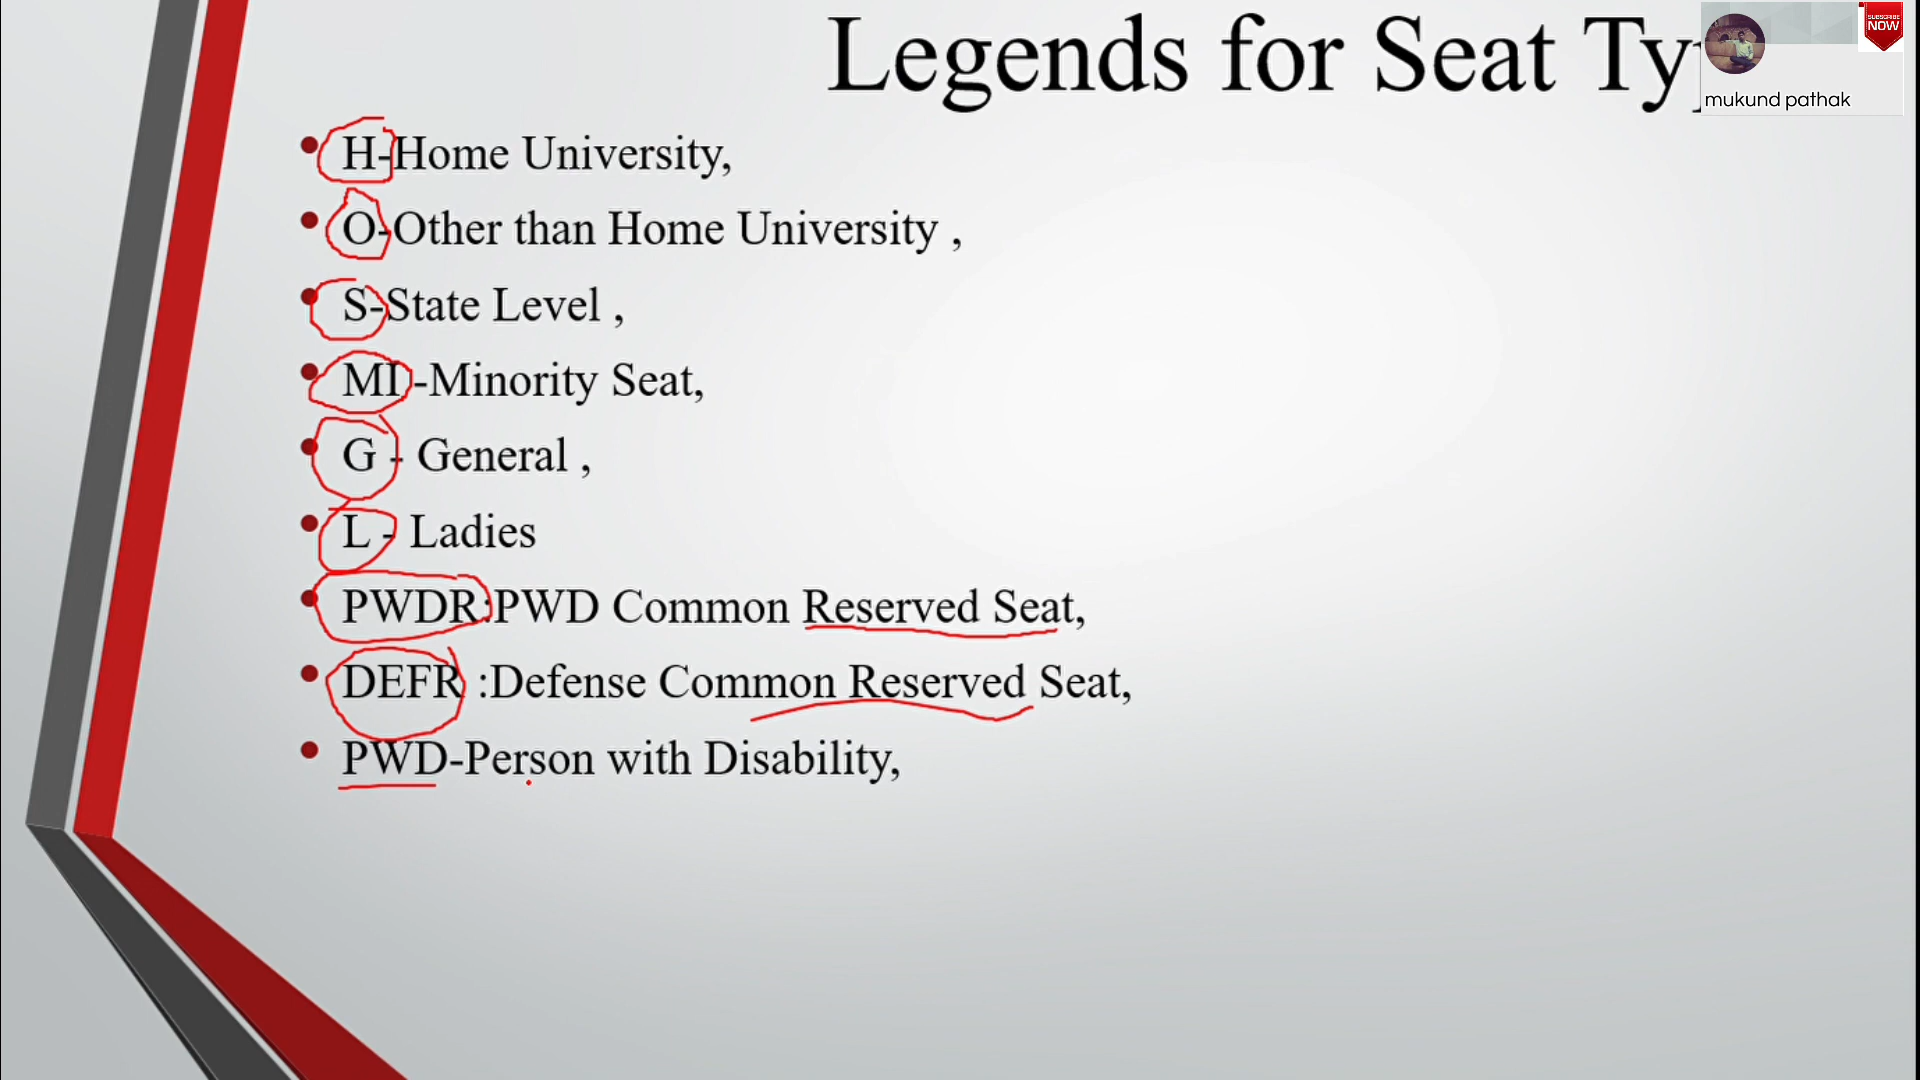 Legends for Seat Ty
SUBSCRIBE
NOW
mukund pathak
• H-Home University,
• O-Other than Home University ,
• S-State Level ,
• MI-Minority Seat,
• G - General ,
• L - Ladies
• PWDR:PWD Common Reserved Seat,
• DEFR :Defense Common Reserved Seat,
• PWD-Person with Disability,